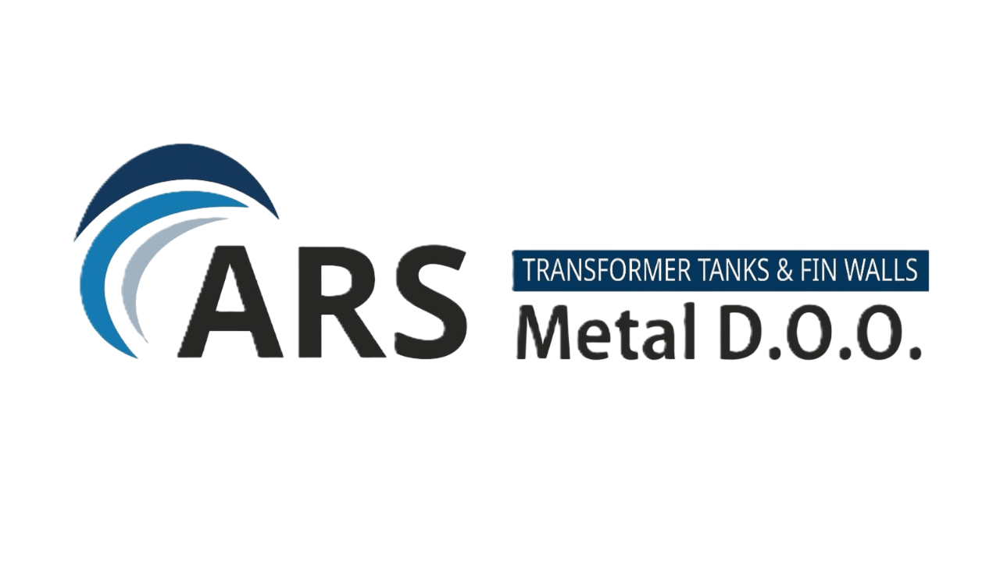 ARS
TRANSFORMER TANKS & FIN WALLS
Metal D.O.O.